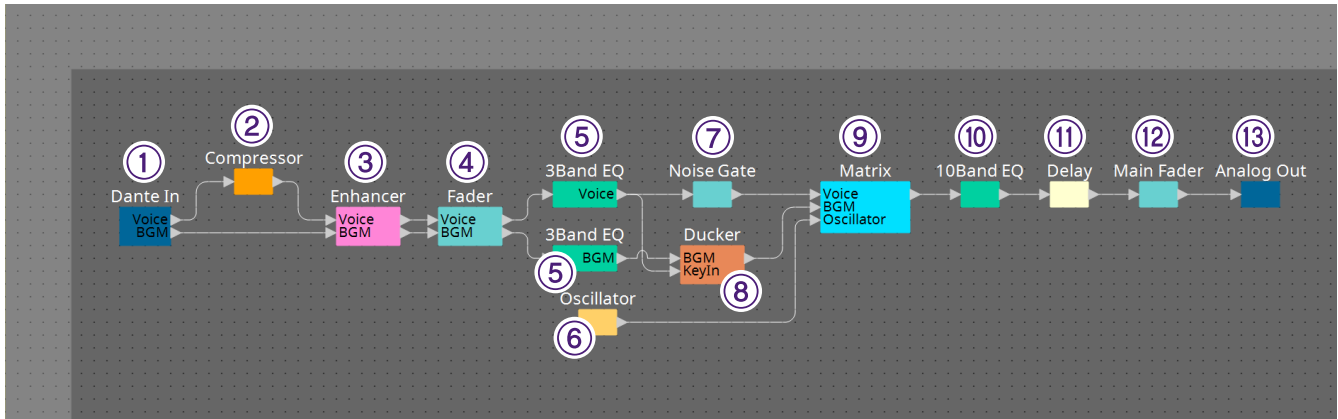 ①
Dante In
Voice
BGM
②
Compressor
③
Enhancer
Voice
BGM
④
Fader
Voice
BGM
⑤
3Band EQ
Voice
3Band EQ
BGM
⑤
Oscillator
⑥
⑦
Noise Gate
Ducker
BGM
KeyIn
⑧
⑨
Matrix
Voice
BGM
Oscillator
⑩
10Band EQ
⑪
Delay
⑫
Main Fader
⑬
Analog Out